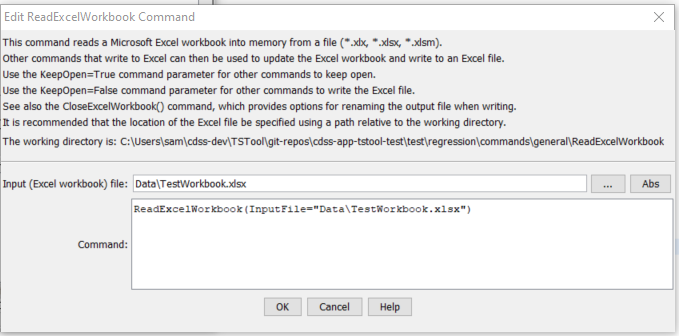 Edit ReadExcelWorkbook Command
This command reads a Microsoft Excel workbook into memory from a file (*.xlx, *.xlsx, *.xlsm).
Other commands that write to Excel can then be used to update the Excel workbook and write to an Excel file.
Use the KeepOpen=True command parameter for other commands to keep open.
Use the KeepOpen=False command parameter for other commands to write the Excel file.
See also the CloseExcelWorkbook() command, which provides options for renaming the output file when writing.
It is recommended that the location of the Excel file be specified using a path relative to the working directory.
The working directory is: C:\Users\sam\cdss-dev\TSTool\git-repos\cdss-app-tstool-test\test\regression\commands\general\ReadExcelWorkbook
Input (Excel workbook) file: Data\TestWorkbook.xlsx ... Abs
Command: ReadExcelWorkbook(InputFile="Data\TestWorkbook.xlsx")
OK Cancel Help